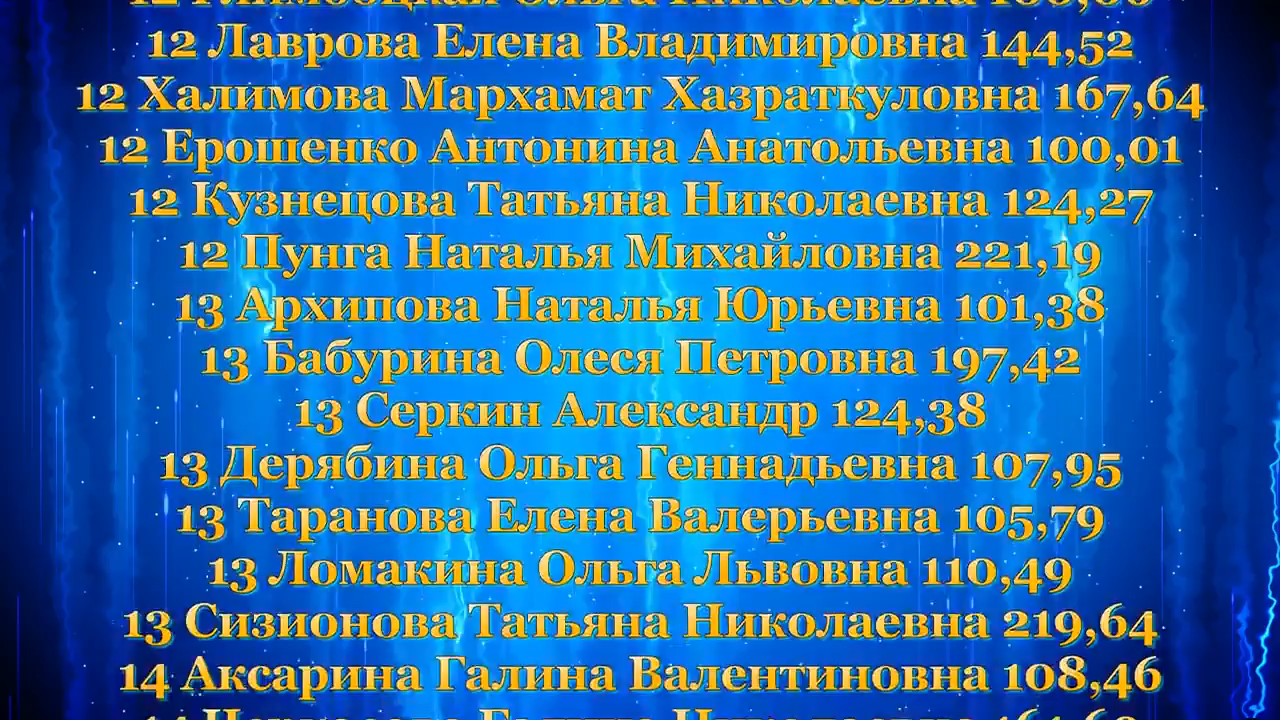 12 Лаврова Елена Владимировна 144,52
12 Халимова Мархамат Хазраткуловна 167,64
12 Ерошенко Антонина Анатольевна 100,01
12 Кузнецова Татьяна Николаевна 124,27
12 Пунга Наталья Михайловна 221,19
13 Архипова Наталья Юрьевна 101,38
13 Бабурина Олеся Петровна 197,42
13 Серкин Александр 124,38
13 Дерябина Ольга Геннадьевна 107,95
13 Таранова Елена Валерьевна 105,79
13 Ломакина Ольга Львовна 110,49
13 Сизионова Татьяна Николаевна 219,64
14 Аксарина Галина Валентиновна 108,46